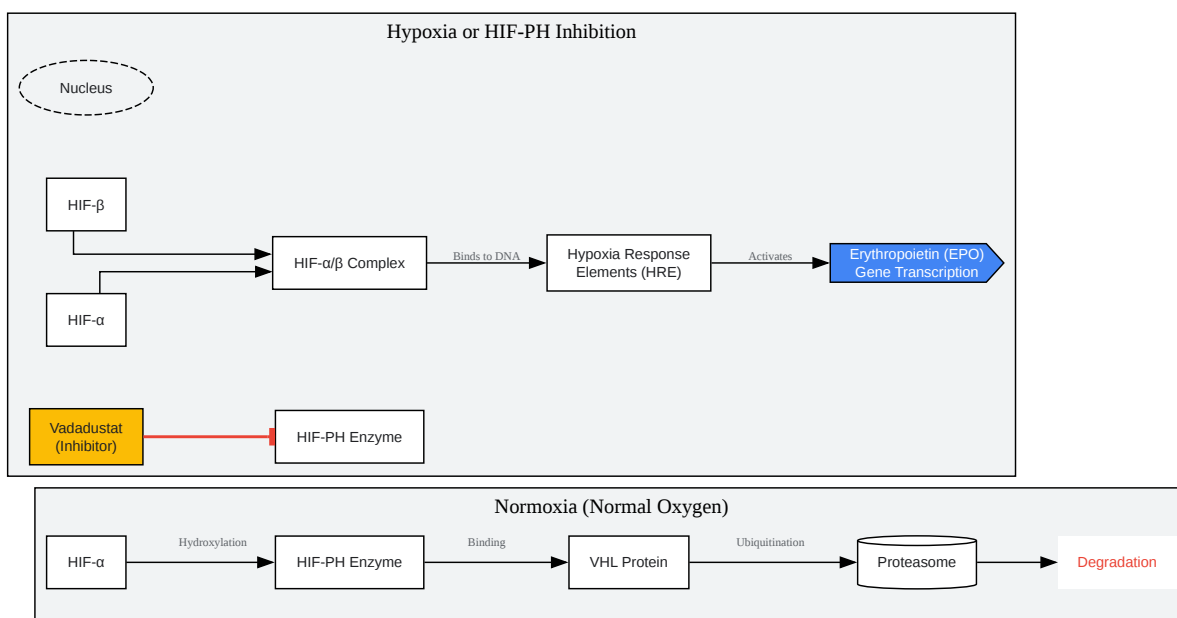 Hypoxia or HIF-PH Inhibition
Nucleus
HIF-β
HIF-α/β Complex
Binds to DNA
Hypoxia Response
Elements (HRE)
Activates
Erythropoietin (EPO)
Gene Transcription
HIF-α
Vadadustat
(Inhibitor)
HIF-PH Enzyme
Normoxia (Normal Oxygen)
HIF-α
Hydroxylation
HIF-PH Enzyme
Binding
VHL Protein
Ubiquitination
Proteasome
Degradation